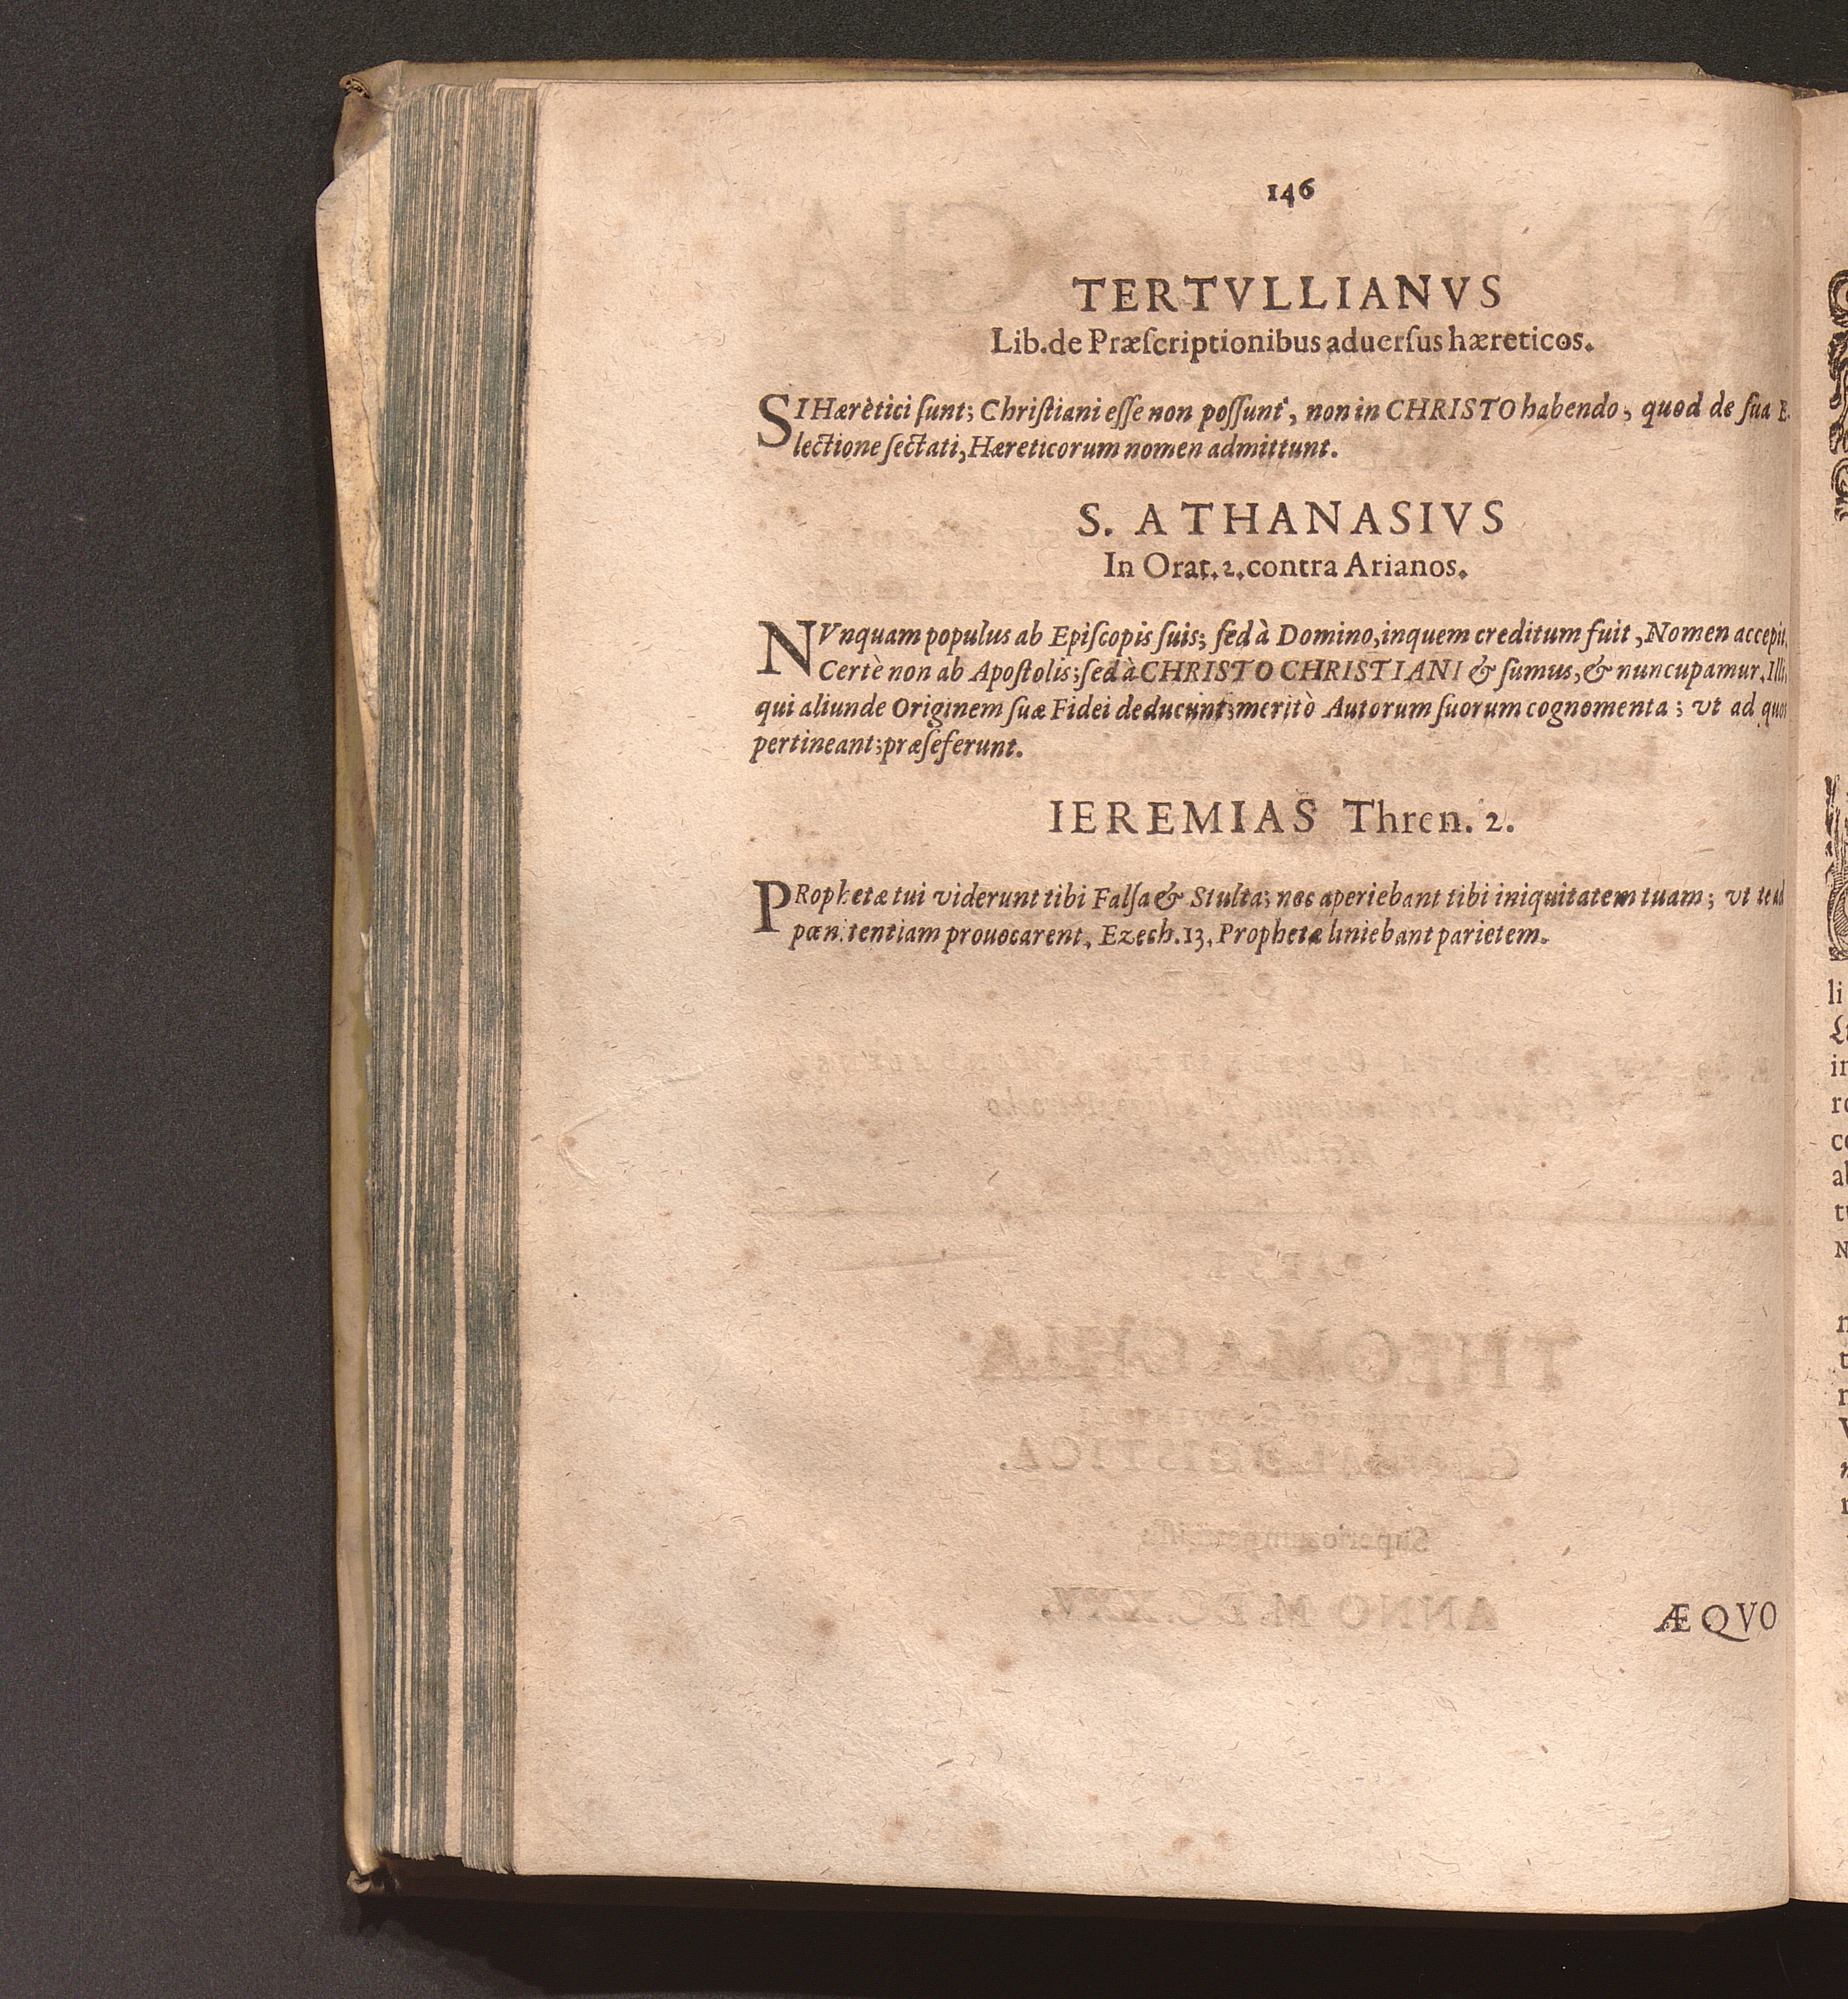 146
TERTVLLIANVS
Lib. de Præſcriptionibus aduerſus hæreticos.
SI Hærètici ſunt; Chriſtiani eſſe non poſſunt, non in CHRISTO habendo, quod de ſua E-
lectione ſectati, Hæreticorum nomen admittunt.
S. ATHANASIVS
In Orat. 2. contra Arianos.
NVnquam populus ab Epiſcopis ſuis; ſed à Domino, inquem creditum fuit, Nomen accepit.
Certè non ab Apoſtolis; ſed à CHRISTO CHRISTIANI & ſumus, & nuncupamur. Illi,
qui aliunde Originem ſuæ Fidei deducunt; meritò Autorum ſuorum cognomenta; vt ad quos
pertineant; præſeferunt.
IEREMIAS Thren. 2.
PRophetæ tui viderunt tibi Falſa & Stulta; nec aperiebant tibi iniquitatem tuam; vt te ad
pœnitentiam prouocarent, Ezech. 13, Prophetæ liniebant parietem.
ÆQVO